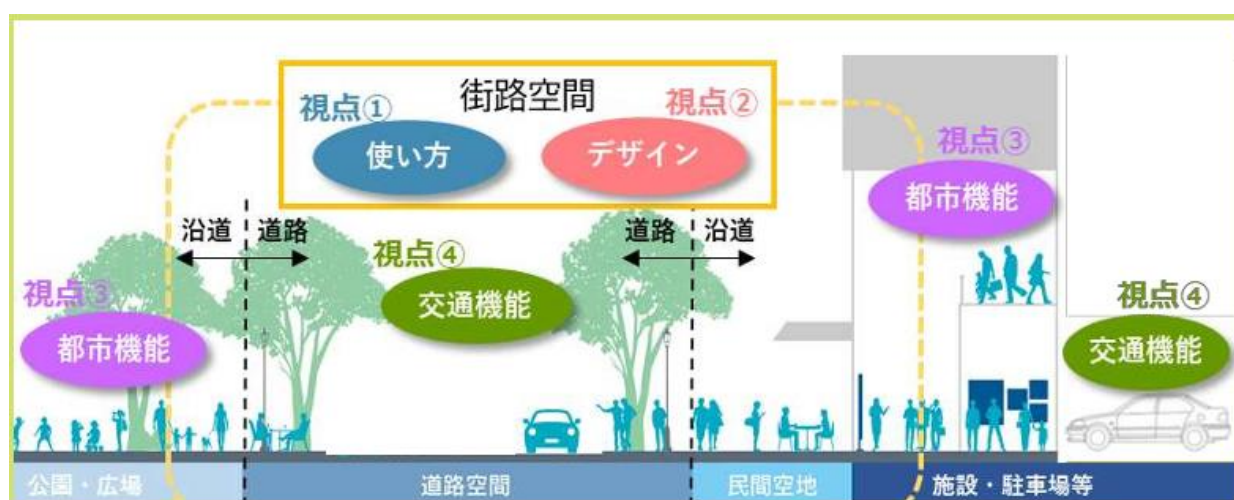 街路空間
視点①
視点②
使い方
デザイン
視点③
都市機能
沿道
道路
道路
沿道
視点④
交通機能
視点③
都市機能
視点④
交通機能
公園・広場
道路空間
民間空地
施設・駐車場等